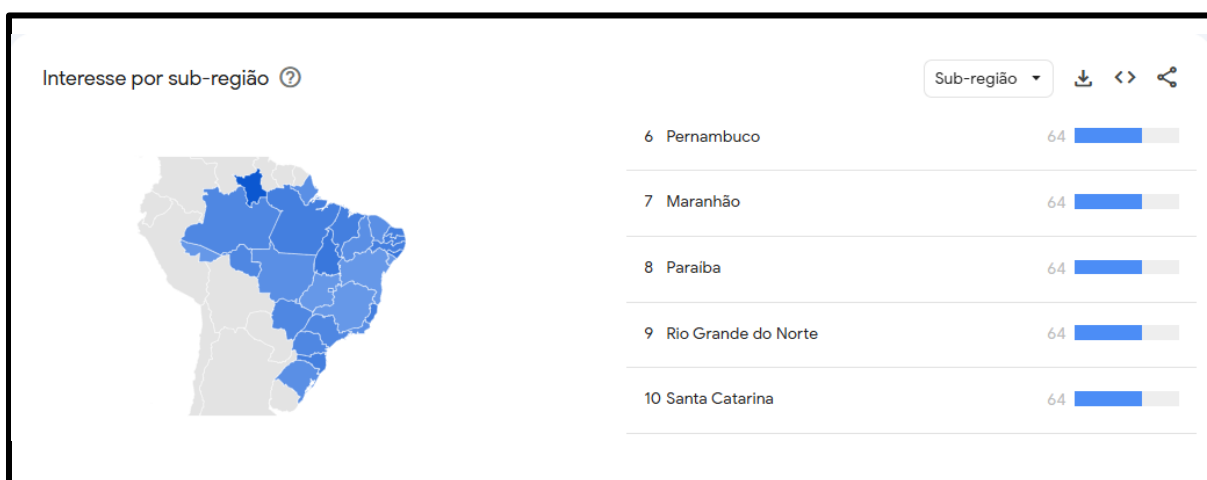 Interesse por sub-região ?
Sub-região
6 Pernambuco 64
7 Maranhão 64
8 Paraíba 64
9 Rio Grande do Norte 64
10 Santa Catarina 64